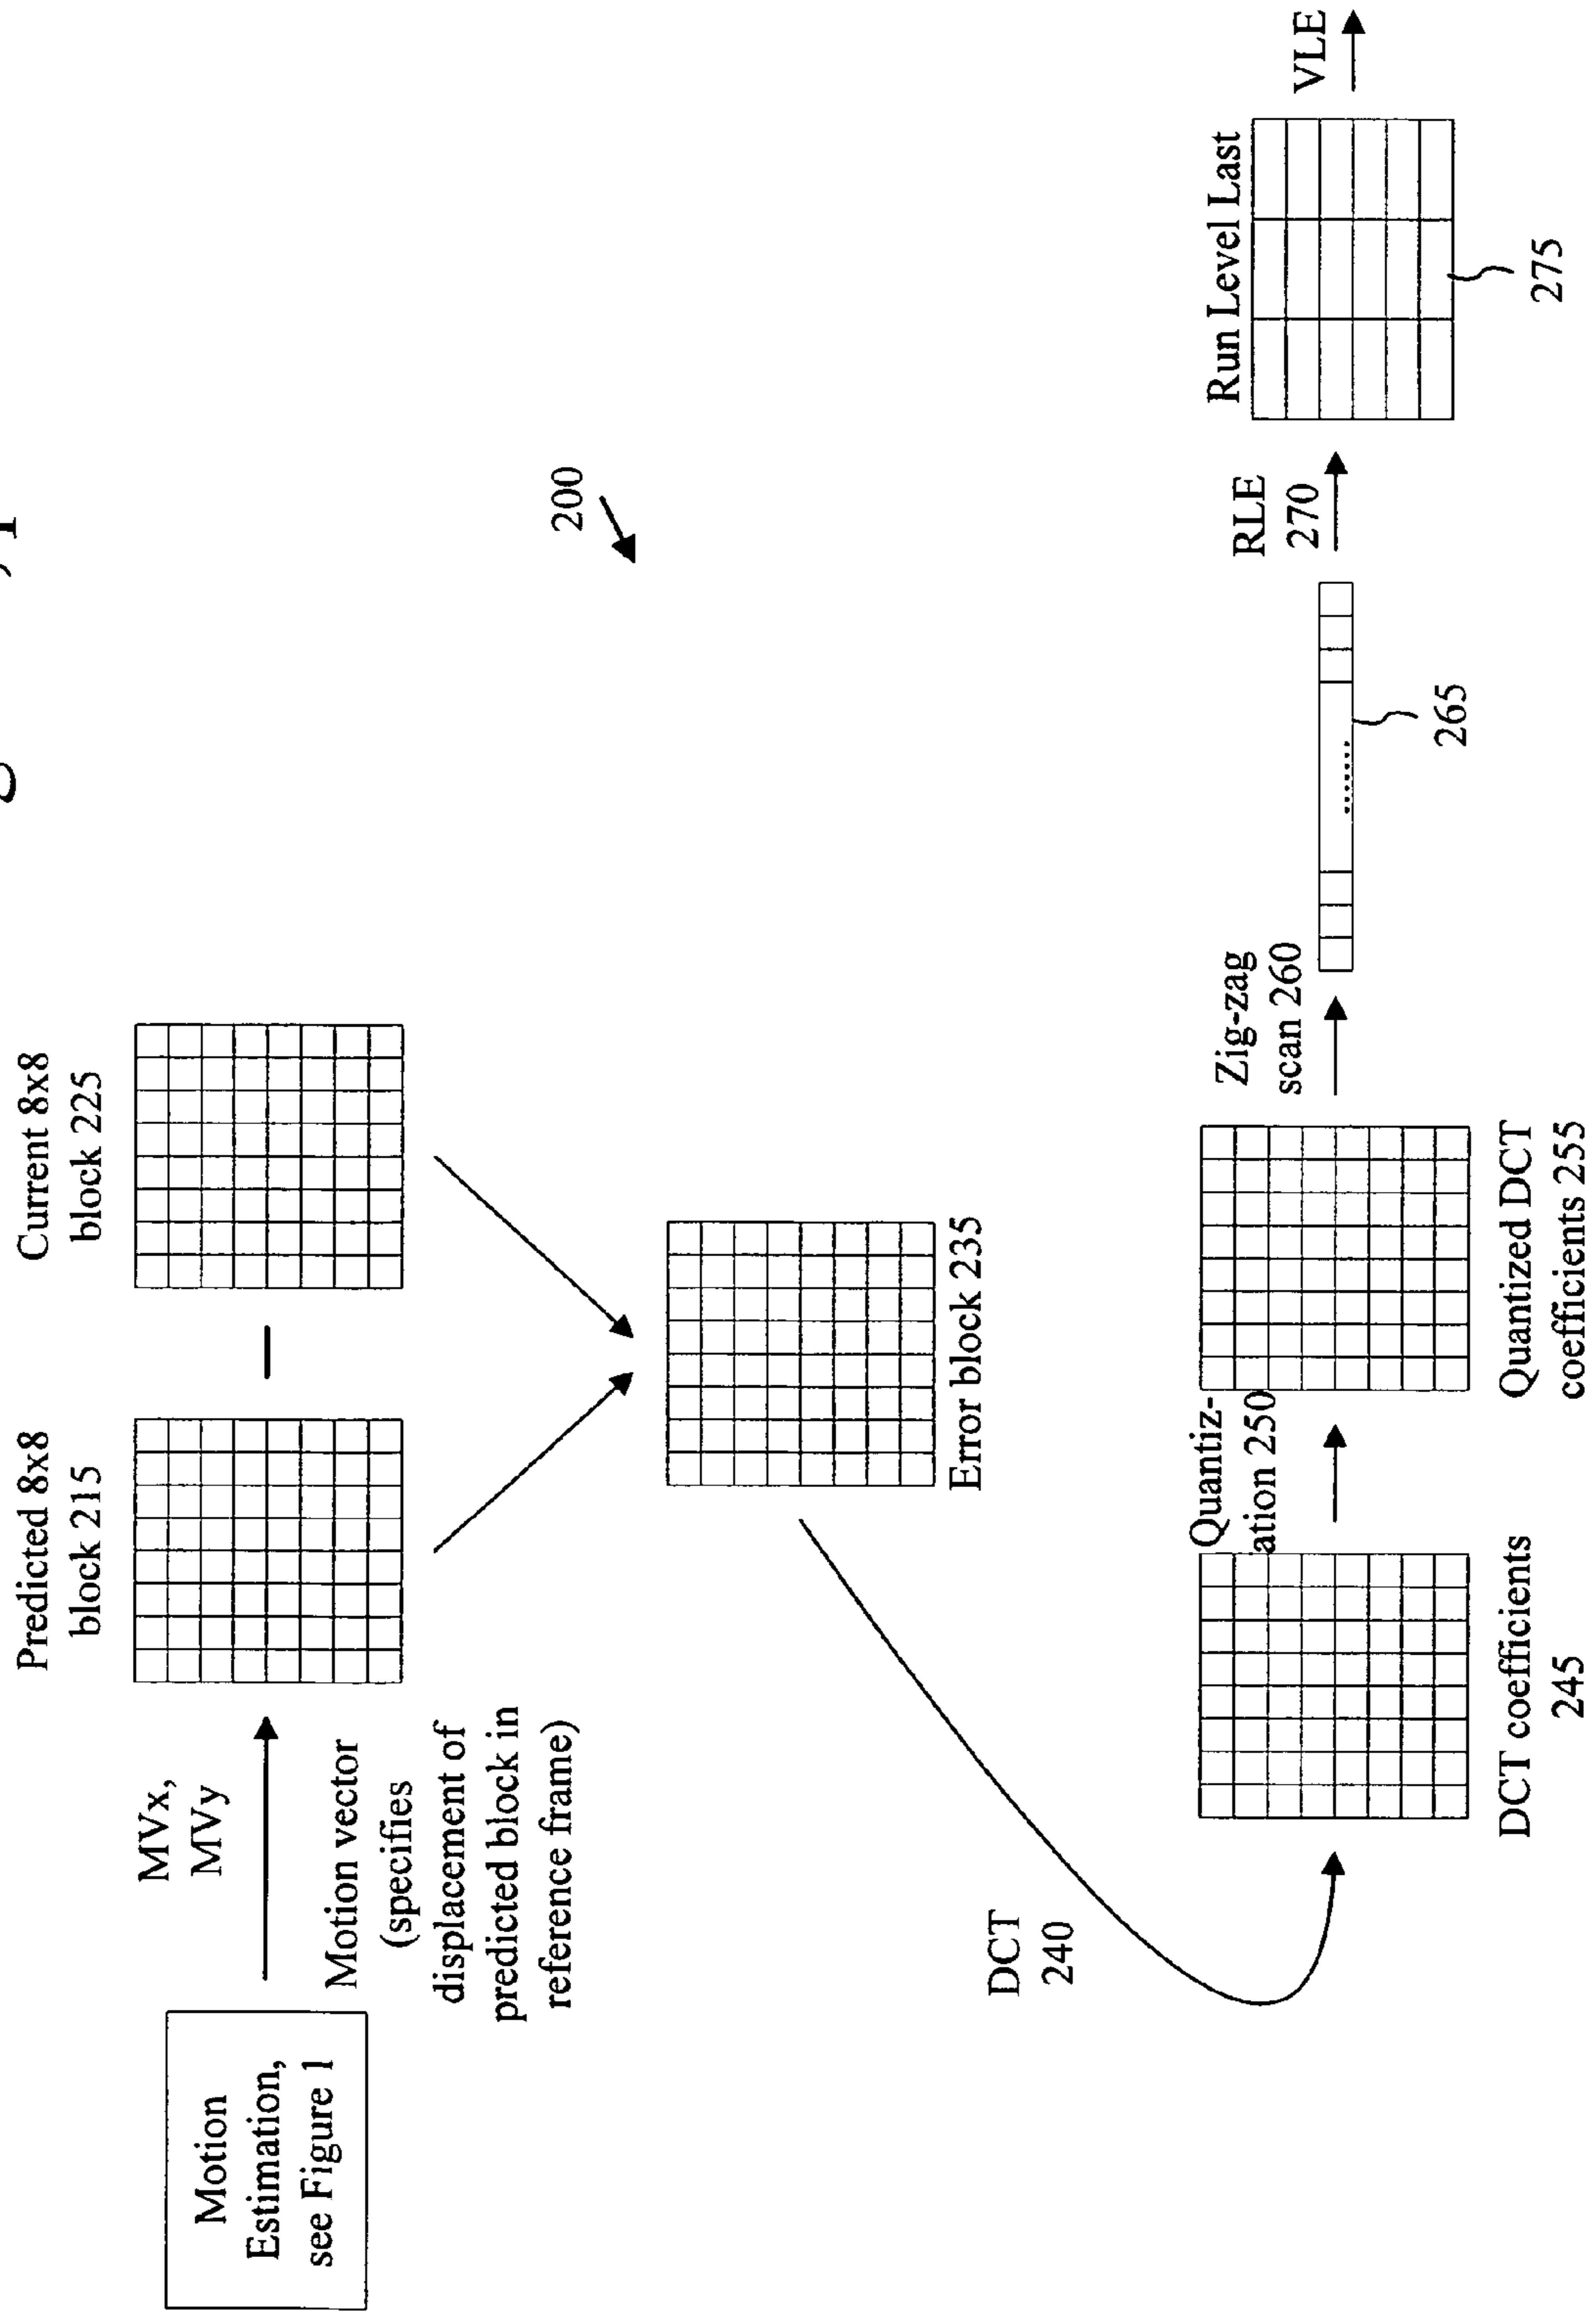 Motion
Estimation,
see Figure 1
MVx,
MVy
Motion vector
(specifies
displacement of
predicted block in
reference frame)
Predicted 8x8
block 215
Current 8x8
block 225
200
Error block 235
DCT
240
DCT coefficients
245
Quantiz-
ation 250
Quantized DCT
coefficients 255
Zig-zag
scan 260
.......
265
RLE
270
Run Level Last
275
VLE